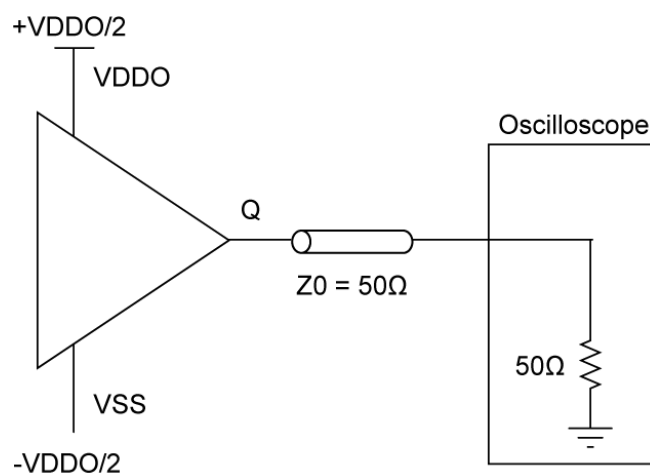 +VDDO/2
VDDO
Oscilloscope
Q
Z0 = 50Ω
50Ω
VSS
-VDDO/2